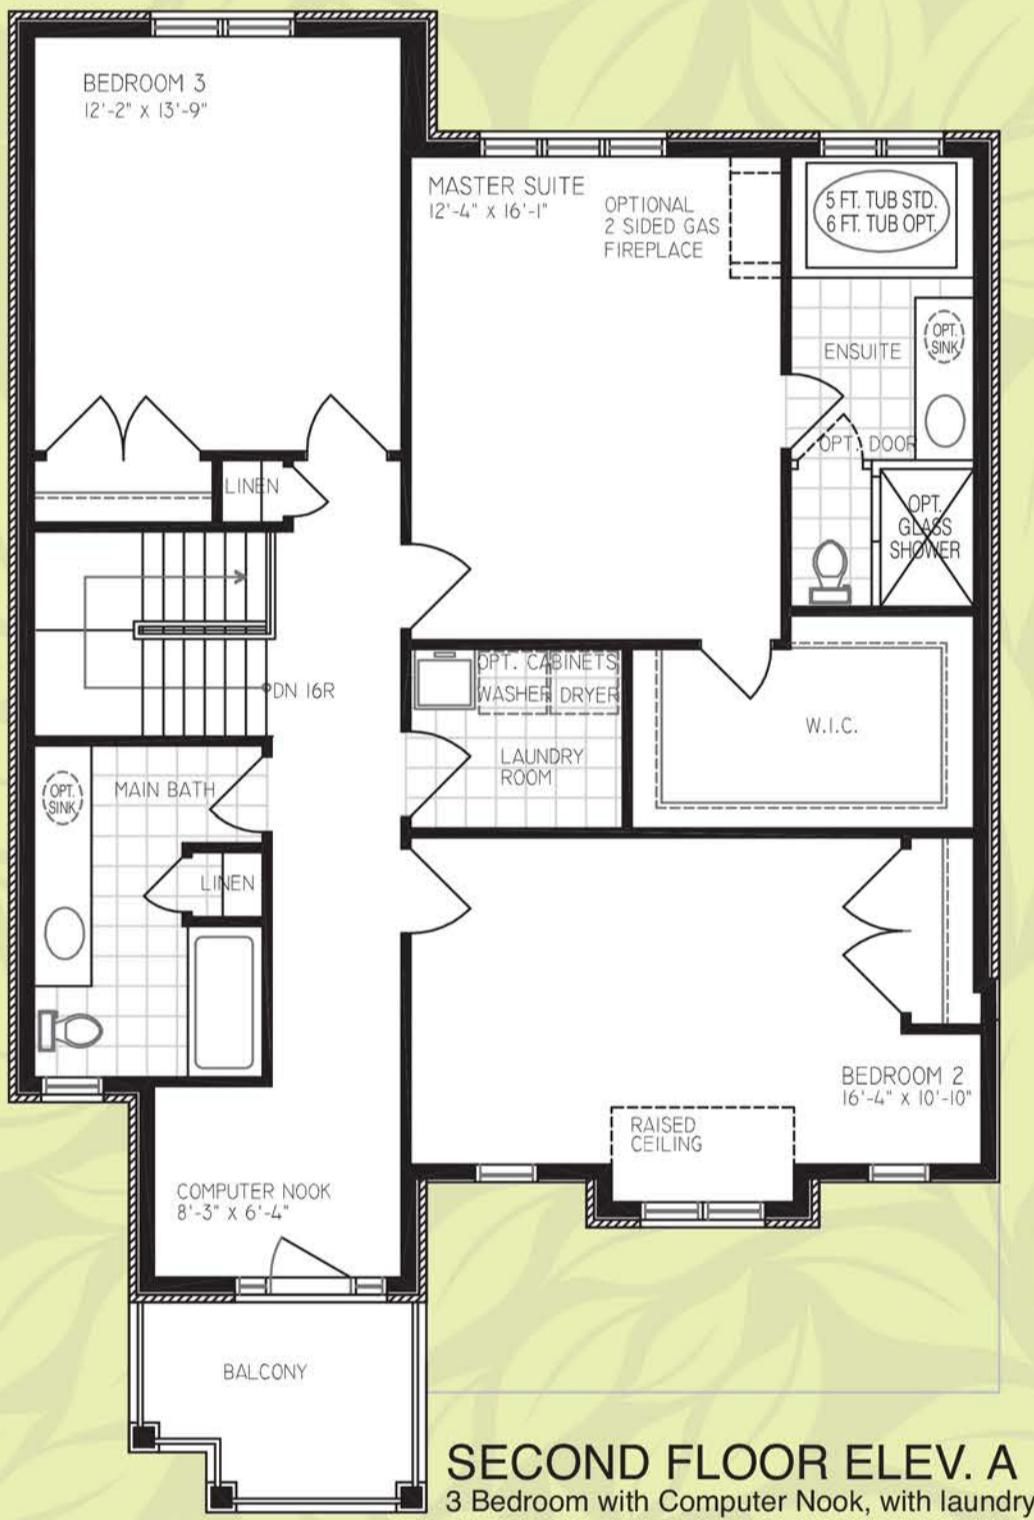 BEDROOM 3
12'-2" X 13'-9"
MASTER SUITE
12'-4" X 16'-1"
OPTIONAL
2 SIDED GAS
FIREPLACE
5 FT. TUB STD.
6 FT. TUB OPT.
OPT.
SINK
ENSUITE
OPT. DOOR
LINEN
OPT.
GLASS
SHOWER
DN 16R
OPT. CABINETS
WASHER DRYER
LAUNDRY
ROOM
W.I.C.
OPT.
SINK
MAIN BATH
LINEN
BEDROOM 2
16'-4" X 10'-10"
RAISED
CEILING
COMPUTER NOOK
8'-3" X 6'-4"
BALCONY
SECOND FLOOR ELEV. A
3 Bedroom with Computer Nook, with laundry